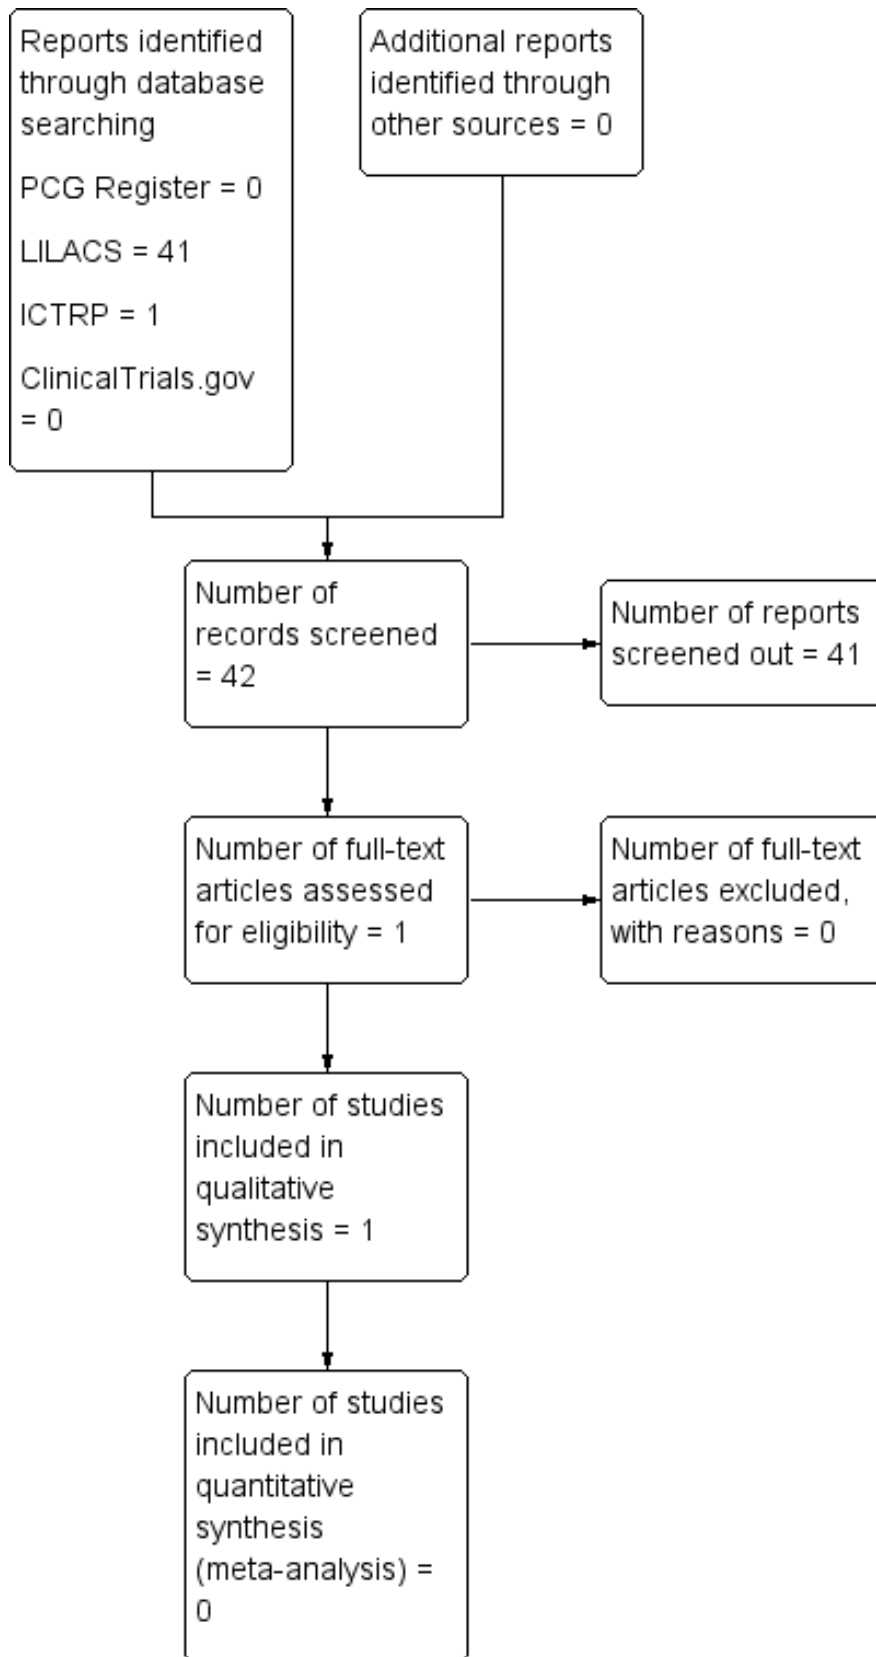 Reports identified
through database
searching
PCG Register = 0
LILACS = 41
ICTRP = 1
ClinicalTrials.gov
= 0
Additional reports
identified through
other sources = 0
Number of
records screened
= 42
Number of reports
screened out = 41
Number of full-text
articles assessed
for eligibility = 1
Number of full-text
articles excluded,
with reasons = 0
Number of studies
included in
qualitative
synthesis = 1
Number of studies
included in
quantitative
synthesis
(meta-analysis) =
0